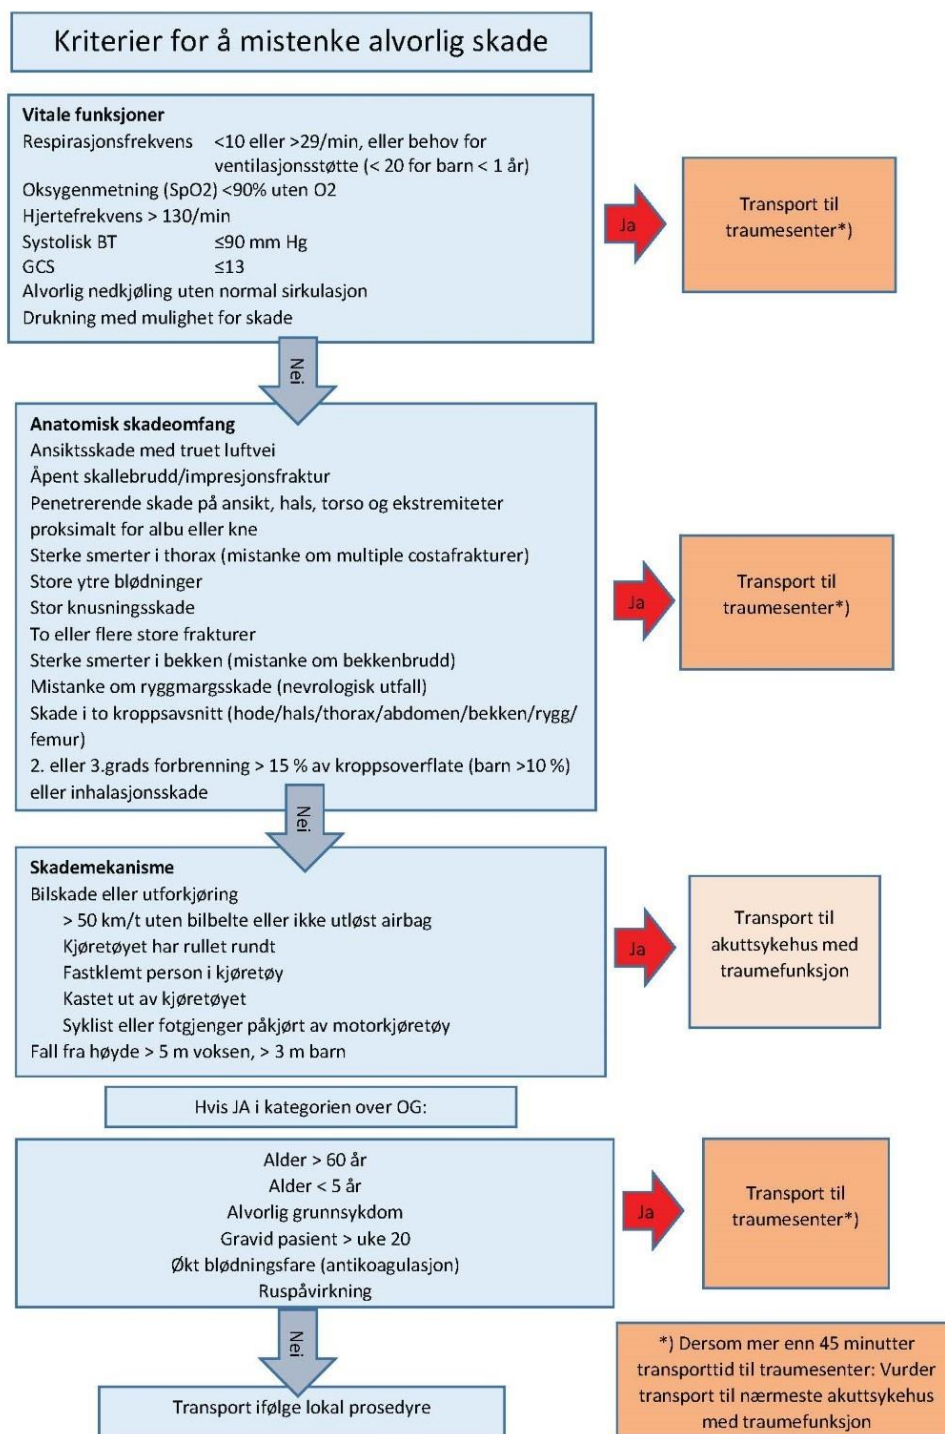 Kriterier for å mistenke alvorlig skade
Vitale funksjoner
Respirasjonsfrekvens <10 eller >29/min, eller behov for
ventilasjonsstøtte (< 20 for barn < 1 år)
Oksygenmetning (SpO2) <90% uten O2
Hjertefrekvens > 130/min
Systolisk BT ≤90 mm Hg
GCS ≤13
Alvorlig nedkjøling uten normal sirkulasjon
Drukning med mulighet for skade
Ja
Transport til
traumesenter*)
Nei
Anatomisk skadeomfang
Ansiktsskade med truet luftvei
Åpent skallebrudd/impresjonsfraktur
Penetrerende skade på ansikt, hals, torso og ekstremiteter
proksimalt for albu eller kne
Sterke smerter i thorax (mistanke om multiple costafrakturer)
Store ytre blødninger
Stor knusningsskade
To eller flere store frakturer
Sterke smerter i bekken (mistanke om bekkenbrudd)
Mistanke om ryggmargsskade (nevrologisk utfall)
Skade i to kroppsavsnitt (hode/hals/thorax/abdomen/bekken/rygg/
femur)
2. eller 3.grads forbrenning > 15 % av kroppsoverflate (barn >10 %)
eller inhalasjonsskade
Ja
Transport til
traumesenter*)
Nei
Skademekanisme
Bilskade eller utforkjøring
> 50 km/t uten bilbelte eller ikke utløst airbag
Kjøretøyet har rullet rundt
Fastklemt person i kjøretøy
Kastet ut av kjøretøyet
Syklist eller fotgjenger påkjørt av motorkjøretøy
Fall fra høyde > 5 m voksen, > 3 m barn
Ja
Transport til
akuttsykehus med
traumefunksjon
Hvis JA i kategorien over OG:
Alder > 60 år
Alder < 5 år
Alvorlig grunnsykdom
Gravid pasient > uke 20
Økt blødningsfare (antikoagulasjon)
Ruspåvirkning
Ja
Transport til
traumesenter*)
Nei
Transport ifølge lokal prosedyre
*) Dersom mer enn 45 minutter
transporttid til traumesenter: Vurder
transport til nærmeste akuttsykehus
med traumefunksjon